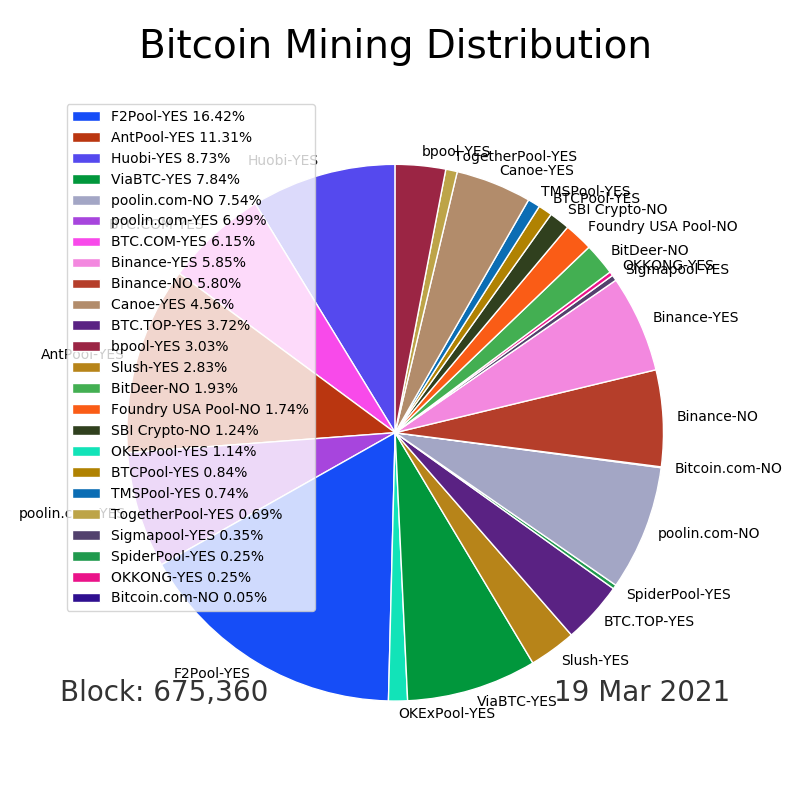 Bitcoin Mining Distribution
F2Pool-YES 16.42%
AntPool-YES 11.31%
Huobi-YES 8.73%
ViaBTC-YES 7.84%
poolin.com-NO 7.54%
poolin.com-YES 6.99%
BTC.COM-YES 6.15%
Binance-YES 5.85%
Binance-NO 5.80%
Canoe-YES 4.56%
BTC.TOP-YES 3.72%
bpool-YES 3.03%
Slush-YES 2.83%
BitDeer-NO 1.93%
Foundry USA Pool-NO 1.74%
SBI Crypto-NO 1.24%
OKExPool-YES 1.14%
BTCPool-YES 0.84%
TMSPool-YES 0.74%
TogetherPool-YES 0.69%
Sigmapool-YES 0.35%
SpiderPool-YES 0.25%
OKKONG-YES 0.25%
Bitcoin.com-NO 0.05%
bpool-YES
TogetherPool-YES
Canoe-YES
TMSPool-YES
BTCPool-YES
SBI Crypto-NO
Foundry USA Pool-NO
BitDeer-NO
OKKONG-YES
Sigmapool-YES
Binance-YES
Binance-NO
Bitcoin.com-NO
poolin.com-NO
SpiderPool-YES
BTC.TOP-YES
Slush-YES
ViaBTC-YES
OKExPool-YES
F2Pool-YES
poolin.com-YES
AntPool-YES
BTC.COM-YES
Huobi-YES
Block: 675,360
19 Mar 2021